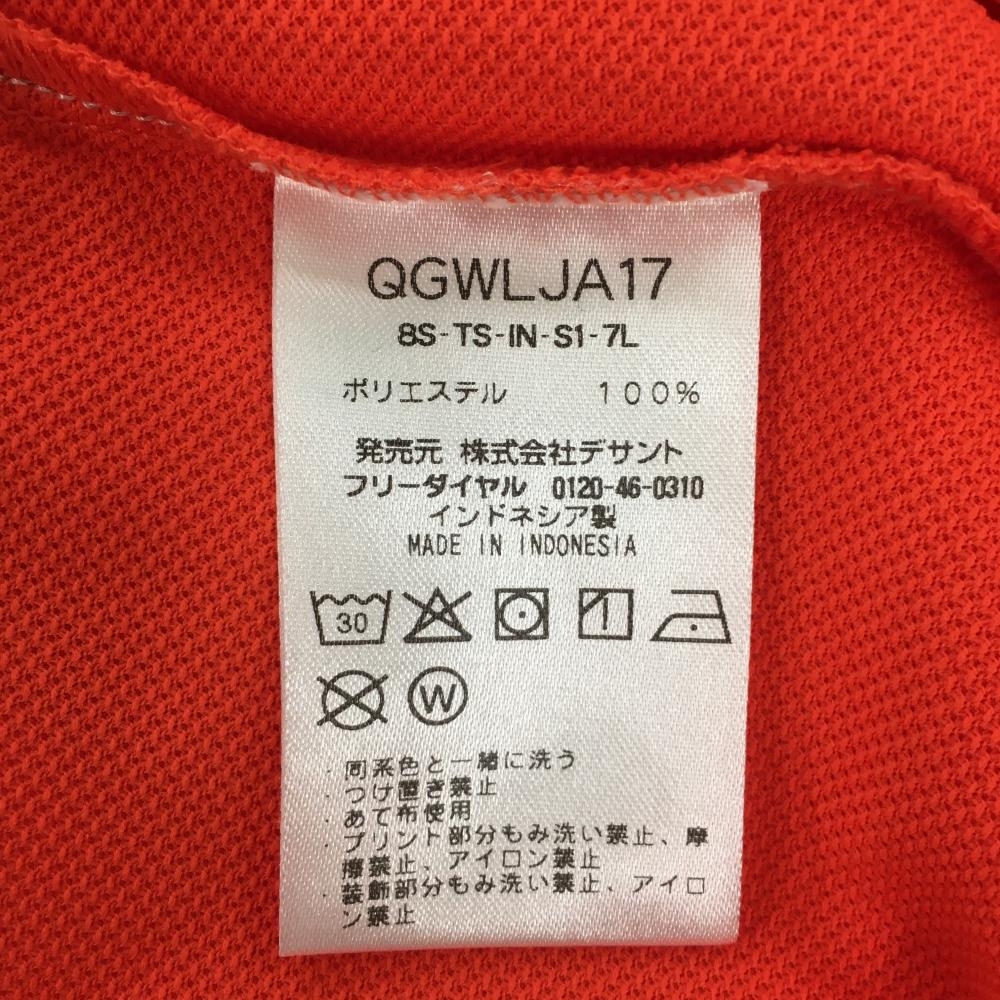 QGWLJA17
8S-TS-IN-S1-7L
ポリエステル 100%
発売元 株式会社デサント
フリーダイヤル 0120-46-0310
インドネシア製
MADE IN INDONESIA
30
W
・同系色と一緒に洗う
・つけ置き禁止
・あて布使用
・プリント部分もみ洗い禁止、摩
擦禁止、アイロン禁止
・装飾部分もみ洗い禁止、アイロ
ン禁止